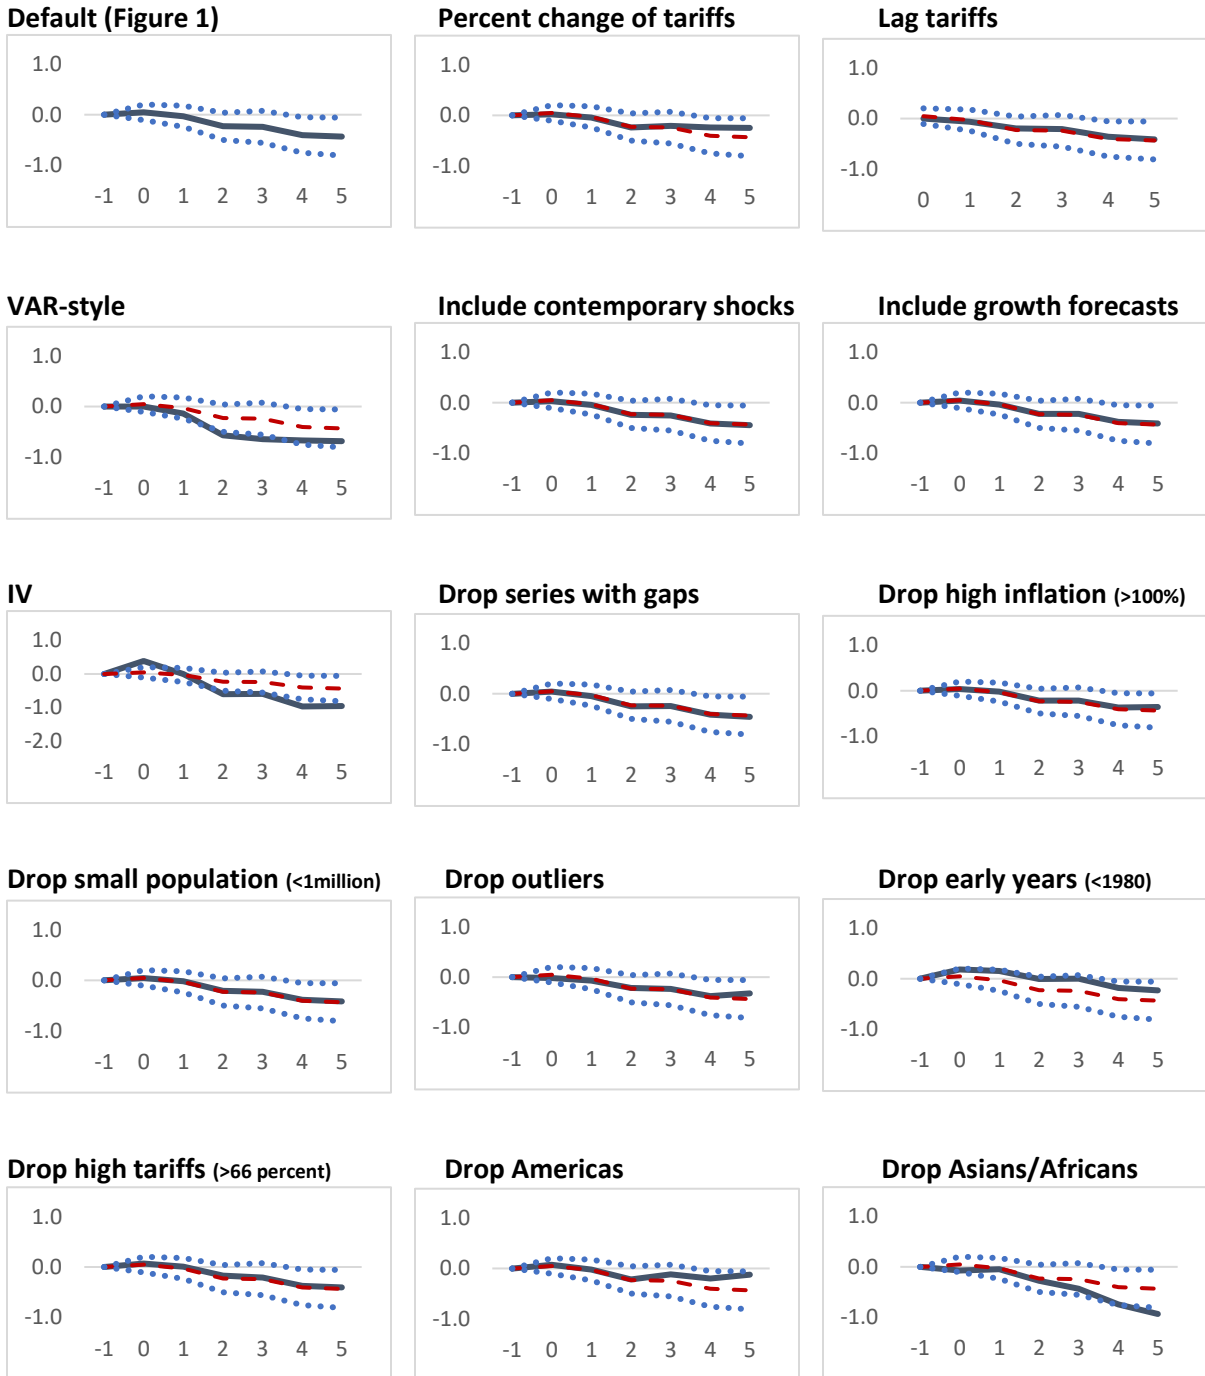 Default (Figure 1)
1.0
0.0
-1.0
-1 0 1 2 3 4 5
Percent change of tariffs
1.0
0.0
-1.0
-1 0 1 2 3 4 5
Lag tariffs
1.0
0.0
-1.0
0 1 2 3 4 5
VAR-style
1.0
0.0
-1.0
-1 0 1 2 3 4 5
Include contemporary shocks
1.0
0.0
-1.0
-1 0 1 2 3 4 5
Include growth forecasts
1.0
0.0
-1.0
-1 0 1 2 3 4 5
IV
1.0
0.0
-1.0
-2.0
-1 0 1 2 3 4 5
Drop series with gaps
1.0
0.0
-1.0
-1 0 1 2 3 4 5
Drop high inflation (>100%)
1.0
0.0
-1.0
-1 0 1 2 3 4 5
Drop small population (<1million)
1.0
0.0
-1.0
-1 0 1 2 3 4 5
Drop outliers
1.0
0.0
-1.0
-1 0 1 2 3 4 5
Drop early years (<1980)
1.0
0.0
-1.0
-1 0 1 2 3 4 5
Drop high tariffs (>66 percent)
1.0
0.0
-1.0
-1 0 1 2 3 4 5
Drop Americas
1.0
0.0
-1.0
-1 0 1 2 3 4 5
Drop Asians/Africans
1.0
0.0
-1.0
-1 0 1 2 3 4 5